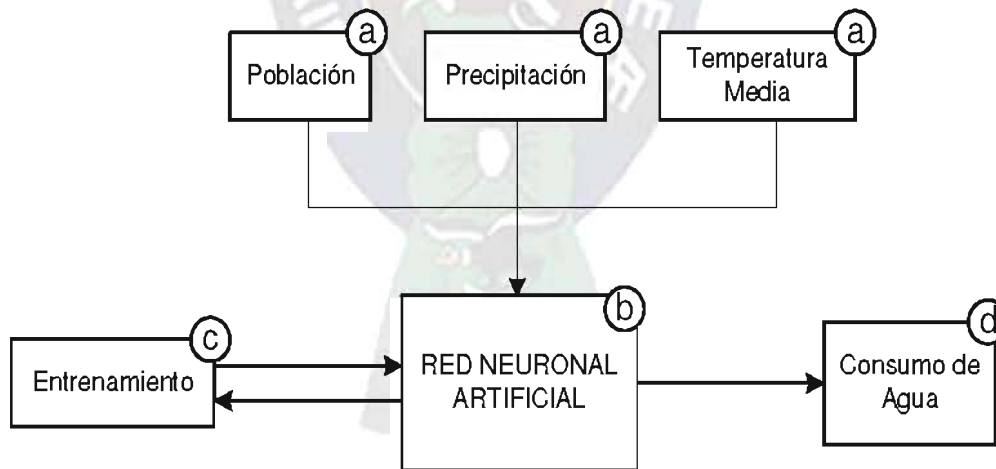 a
a
a
Población
Precipitación
Temperatura
Media
b
c
d
Entrenamiento
RED NEURONAL
ARTIFICIAL
Consumo de
Agua